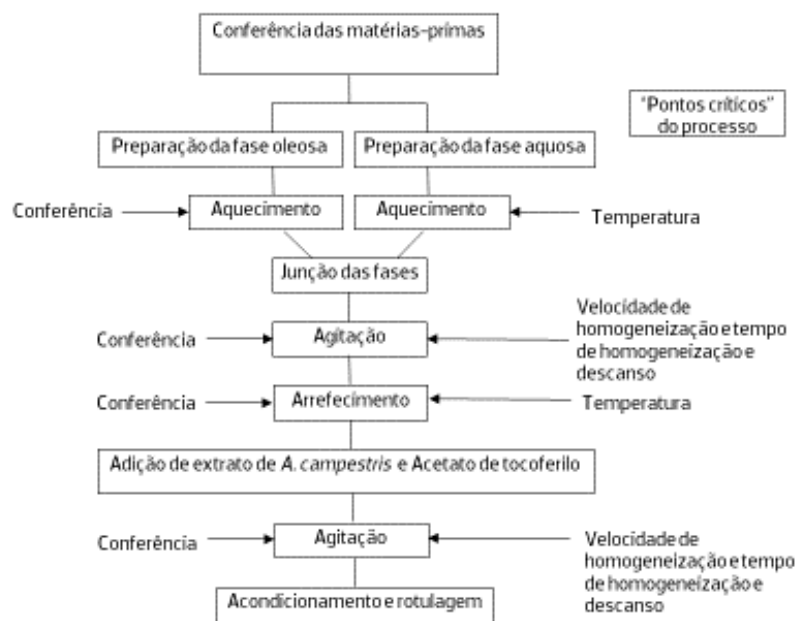 Conferência das matérias-primas
"Pontos críticos"
do processo
Preparação da fase oleosa
Preparação da fase aquosa
Conferência
Aquecimento
Aquecimento
Temperatura
Junção das fases
Conferência
Agitação
Velocidade de
homogeneização e tempo
de homogeneização e
descanso
Conferência
Arrefecimento
Temperatura
Adição de extrato de A. campestris e Acetato de tocoferilo
Conferência
Agitação
Velocidade de
homogeneização e tempo
de homogeneização e
descanso
Acondicionamento e rotulagem